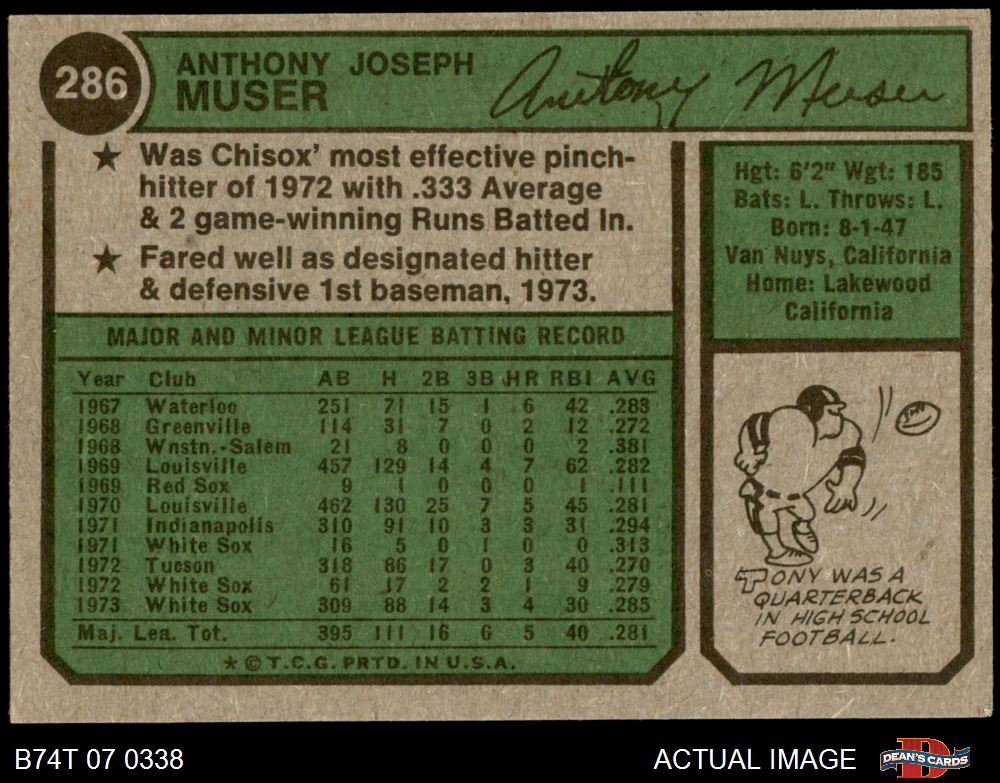 286
ANTHONY JOSEPH
MUSER
Anthony Muser
★ Was Chisox' most effective pinch-
hitter of 1972 with .333 Average
& 2 game-winning Runs Batted In.
★ Fared well as designated hitter
& defensive 1st baseman, 1973.
Hgt: 6'2" Wgt: 185
Bats: L. Throws: L.
Born: 8-1-47
Van Nuys, California
Home: Lakewood
California
MAJOR AND MINOR LEAGUE BATTING RECORD
Year Club AB H 2B 3B HR RBI AVG
1967 Waterloo 251 71 15 1 6 42 .283
1968 Greenville 114 31 7 0 2 12 .272
1968 Wnstn.-Salem 21 8 0 0 0 2 .381
1969 Louisville 457 129 14 4 7 62 .282
1969 Red Sox 9 1 0 0 0 1 .111
1970 Louisville 462 130 25 7 5 45 .281
1971 Indianapolis 310 91 10 3 3 31 .294
1971 White Sox 16 5 0 1 0 0 .313
1972 Tucson 318 86 17 0 3 40 .270
1972 White Sox 61 17 2 2 1 9 .279
1973 White Sox 309 88 14 3 4 30 .285
Maj. Lea. Tot. 395 111 16 6 5 40 .281
★ © T.C.G. PRTD. IN U.S.A.
TONY WAS A
QUARTERBACK
IN HIGH SCHOOL
FOOTBALL.
B74T 07 0338
ACTUAL IMAGE
DEAN'S CARDS